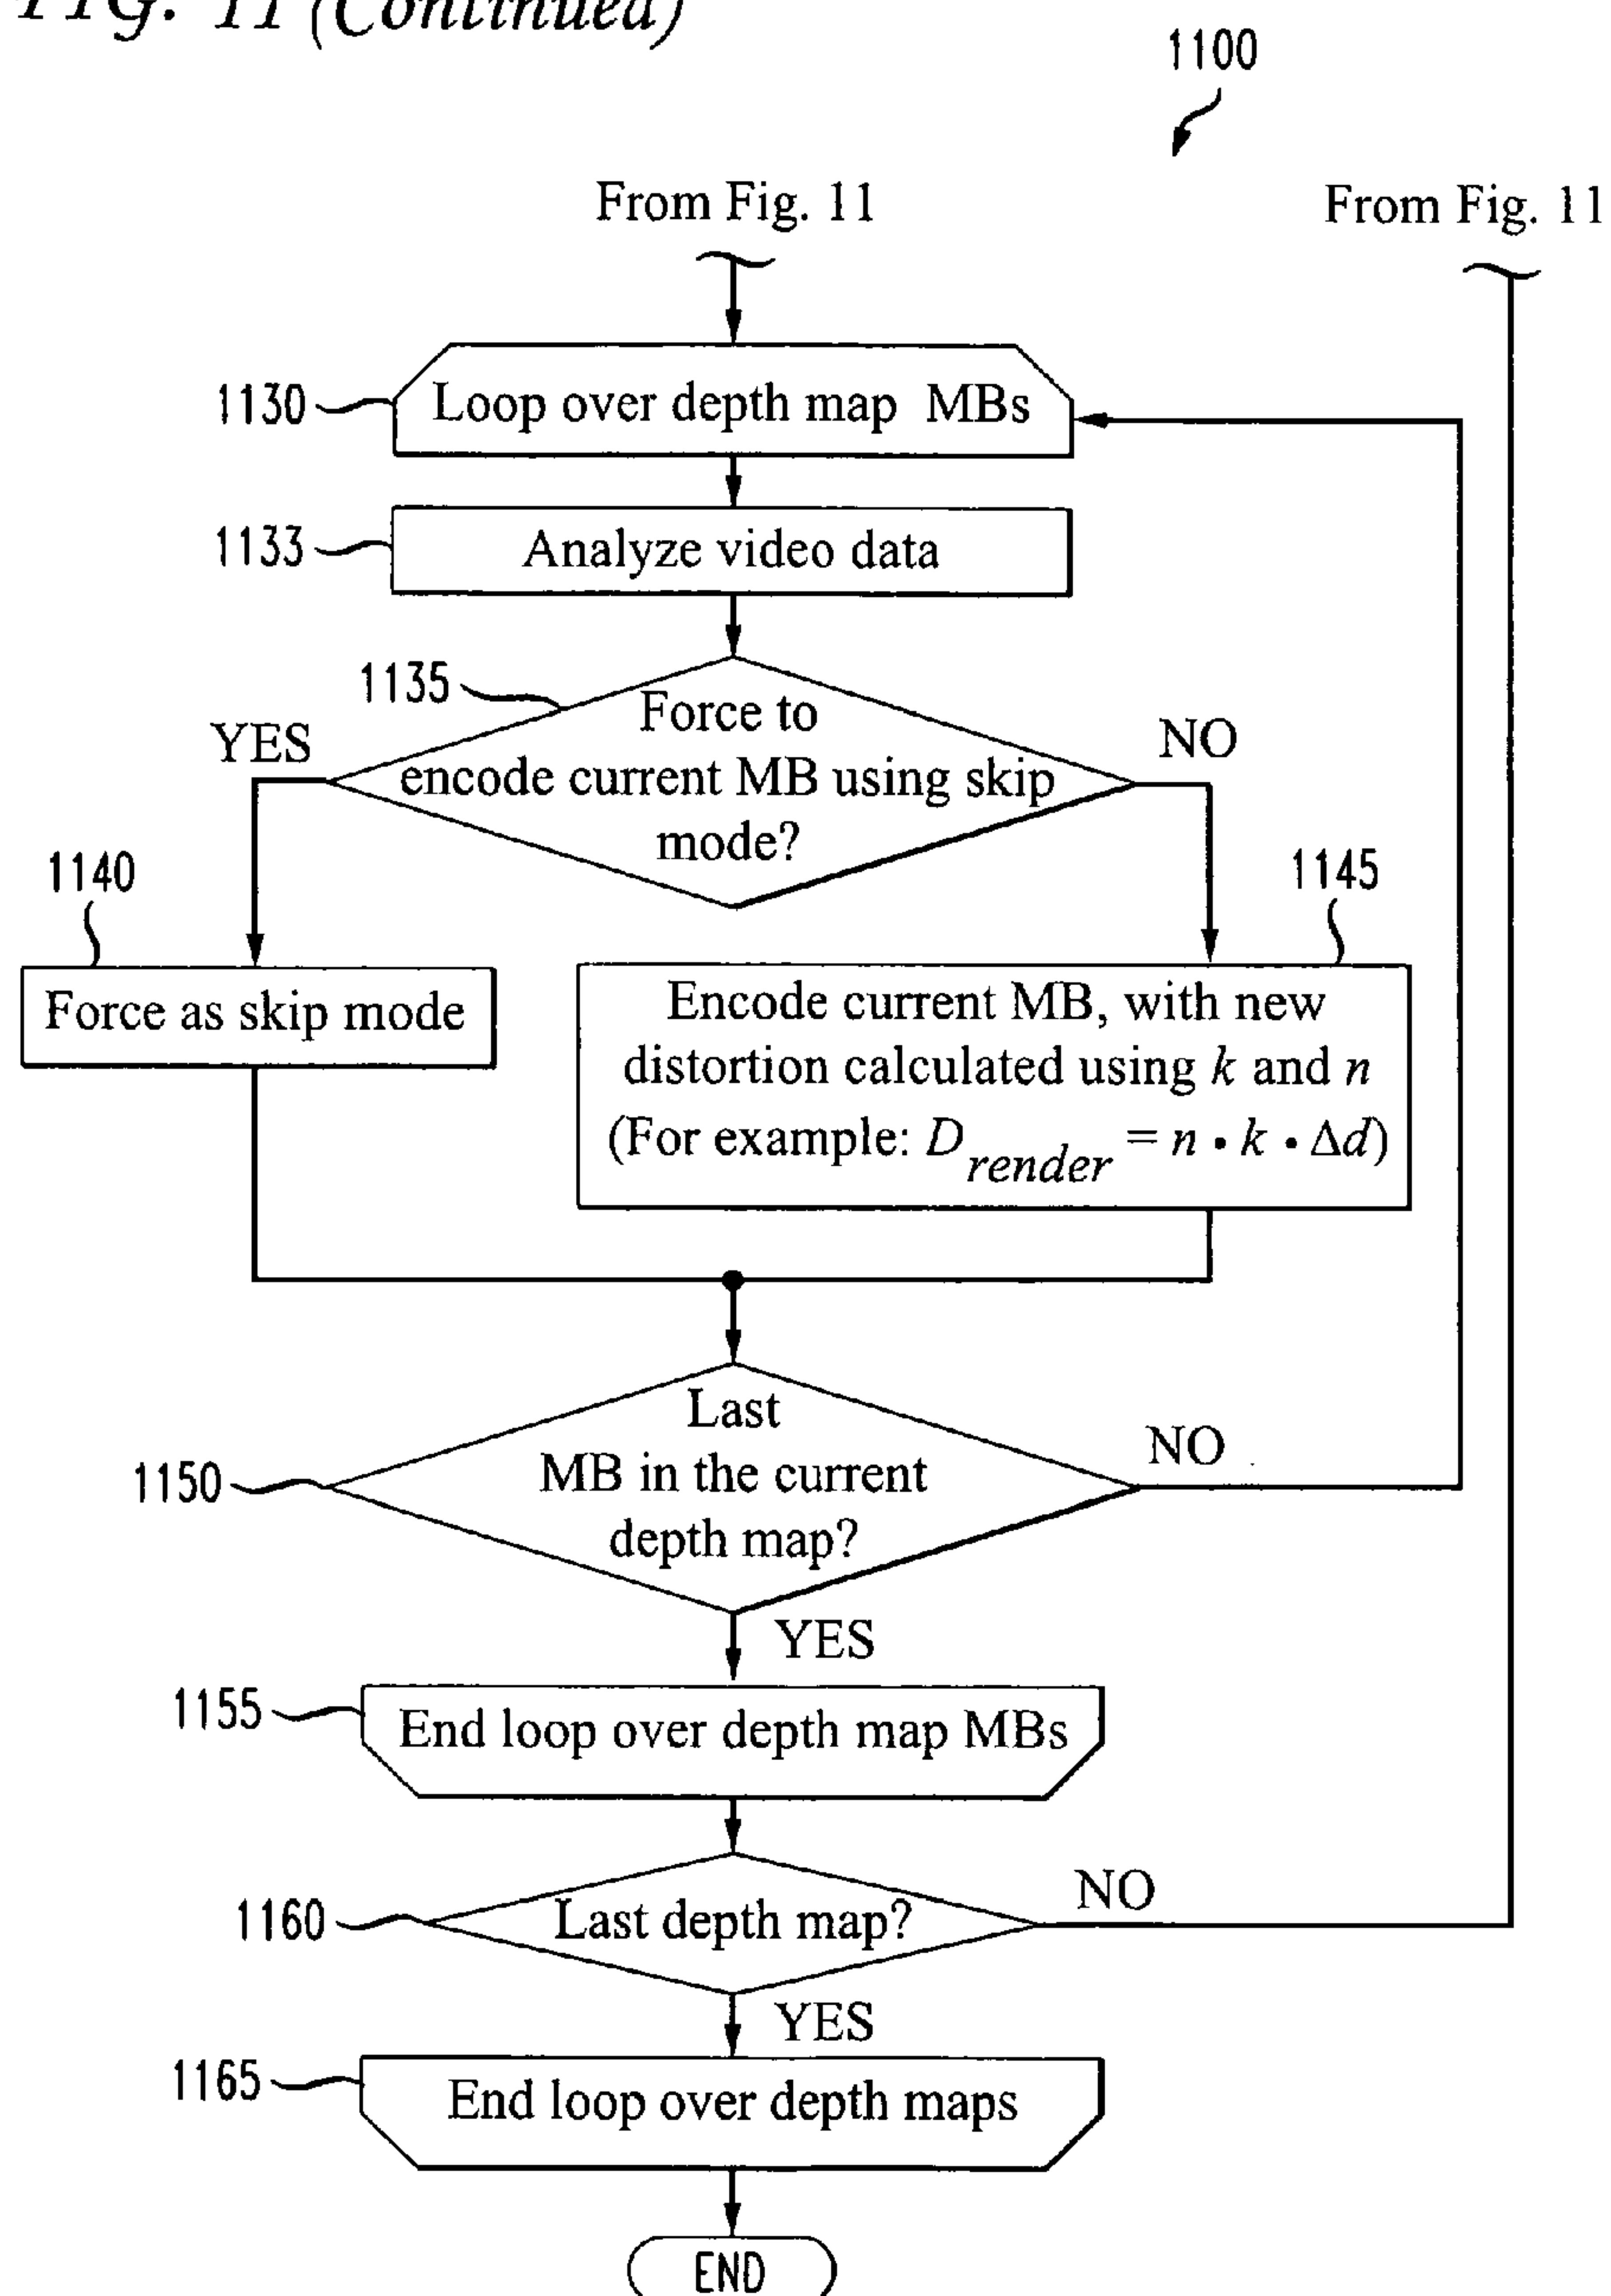 FIG. 11 (Continued)
1100
From Fig. 11
From Fig. 11
1130
Loop over depth map MBs
1133
Analyze video data
1135
Force to
encode current MB using skip
mode?
YES
NO
1140
Force as skip mode
1145
Encode current MB, with new
distortion calculated using k and n
(For example: D_render = n • k • Δd)
1150
Last
MB in the current
depth map?
NO
YES
1155
End loop over depth map MBs
1160
Last depth map?
NO
YES
1165
End loop over depth maps
END